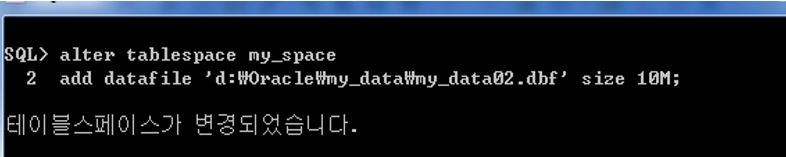 SQL> alter tablespace my_space
2 add datafile 'd:₩Oracle₩my_data₩my_data02.dbf' size 10M;
테이블스페이스가 변경되었습니다.